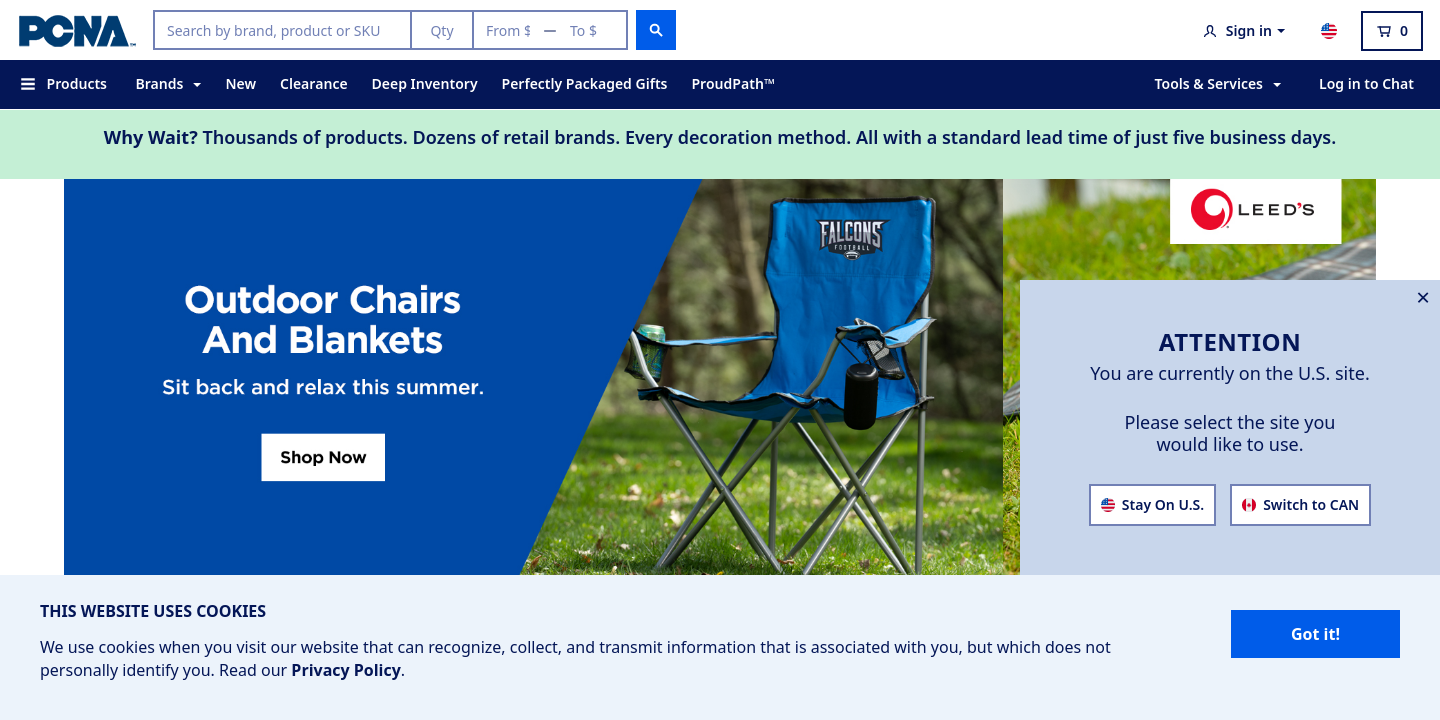 PCNA™
Search by brand, product or SKU
Qty
From $ — To $
Sign in
0
Products
Brands
New
Clearance
Deep Inventory
Perfectly Packaged Gifts
ProudPath™
Tools & Services
Log in to Chat
Why Wait? Thousands of products. Dozens of retail brands. Every decoration method. All with a standard lead time of just five business days.
Outdoor Chairs
And Blankets
Sit back and relax this summer.
Shop Now
FALCONS
FOOTBALL
LEED'S
ATTENTION
You are currently on the U.S. site.
Please select the site you
would like to use.
Stay On U.S.
Switch to CAN
THIS WEBSITE USES COOKIES
We use cookies when you visit our website that can recognize, collect, and transmit information that is associated with you, but which does not
personally identify you. Read our Privacy Policy.
Got it!